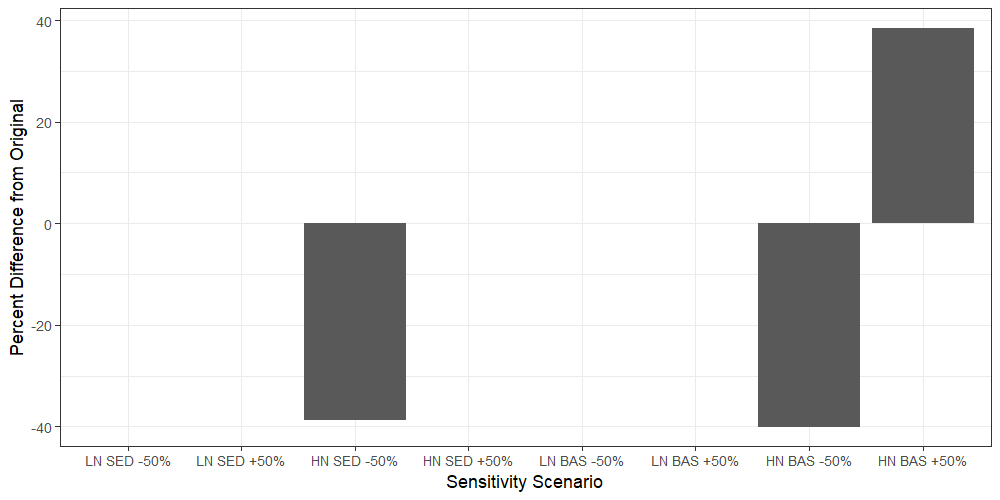 Percent Difference from Original
40
20
0
-20
-40
LN SED -50%
LN SED +50%
HN SED -50%
HN SED +50%
LN BAS -50%
LN BAS +50%
HN BAS -50%
HN BAS +50%
Sensitivity Scenario